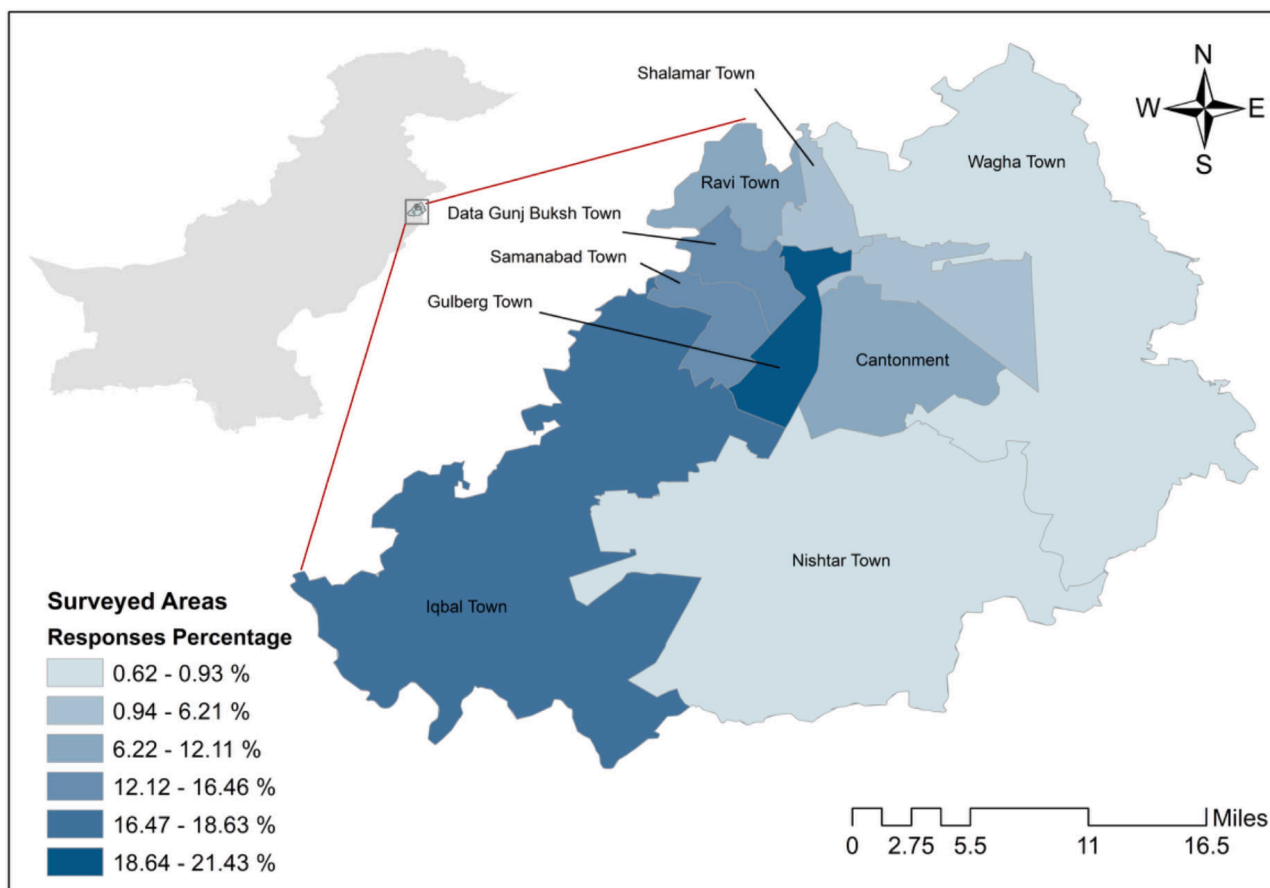 N
W E
S
Shalamar Town
Wagha Town
Ravi Town
Data Gunj Buksh Town
Samanabad Town
Gulberg Town
Cantonment
Nishtar Town
Iqbal Town
Surveyed Areas
Responses Percentage
0.62 - 0.93 %
0.94 - 6.21 %
6.22 - 12.11 %
12.12 - 16.46 %
16.47 - 18.63 %
18.64 - 21.43 %
Miles
0 2.75 5.5 11 16.5